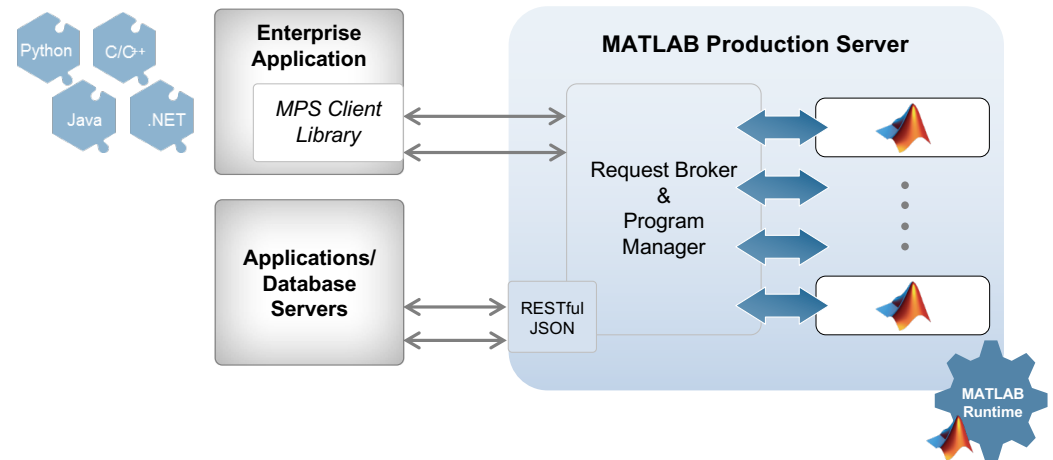 Python
C/C++
Java
.NET
Enterprise
Application
MPS Client
Library
Applications/
Database
Servers
MATLAB Production Server
Request Broker
&
Program
Manager
RESTful
JSON
MATLAB
Runtime